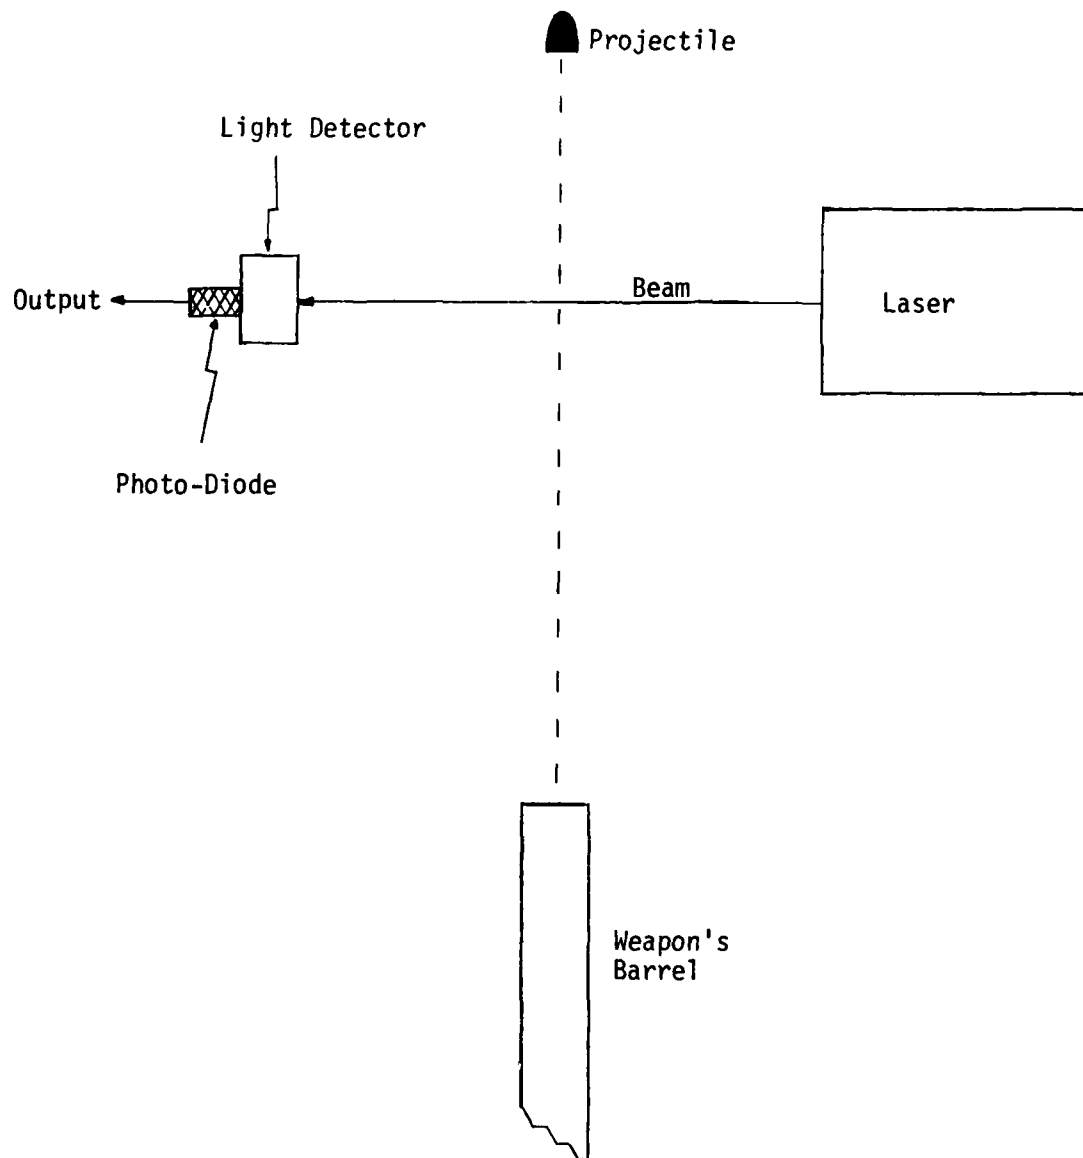 Projectile
Light Detector
Beam
Output
Laser
Photo-Diode
Weapon's
Barrel